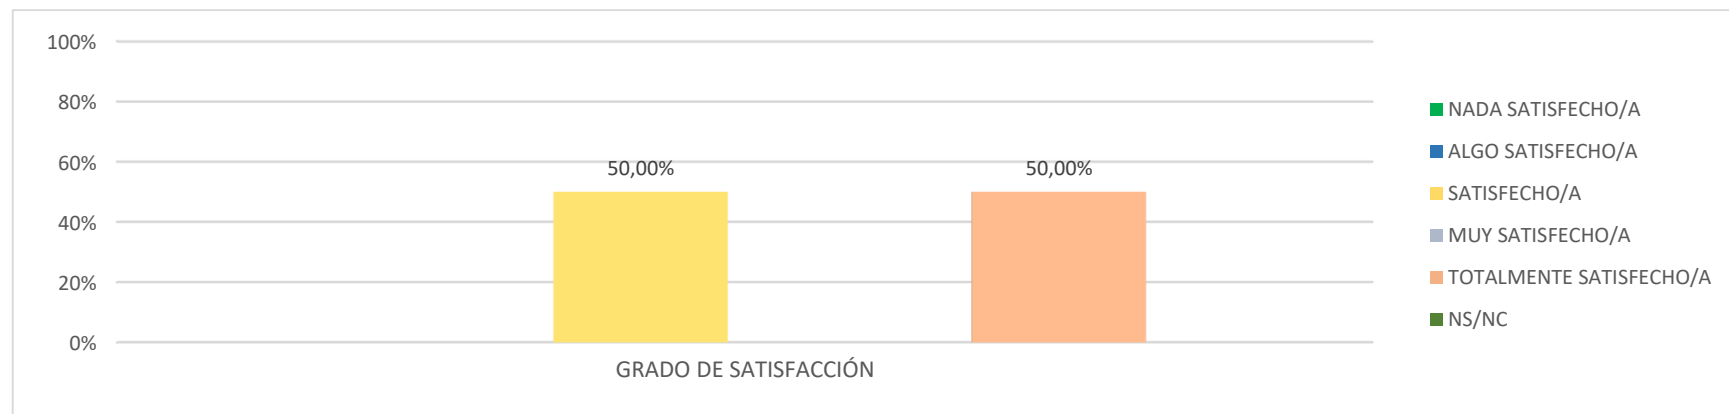 100%
80%
60%
40%
20%
0%
50,00%
50,00%
GRADO DE SATISFACCIÓN
NADA SATISFECHO/A
ALGO SATISFECHO/A
SATISFECHO/A
MUY SATISFECHO/A
TOTALMENTE SATISFECHO/A
NS/NC